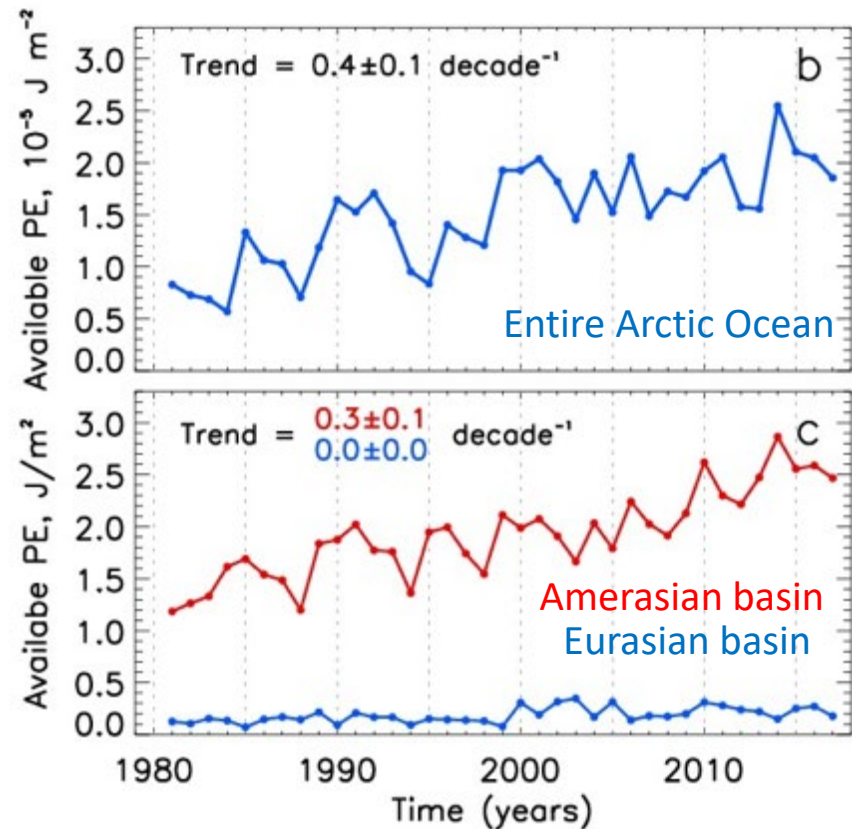 Available PE, 10⁻⁵ J m⁻²
3.0
2.5
2.0
1.5
1.0
0.5
0.0
Trend = 0.4±0.1 decade⁻¹
b
Entire Arctic Ocean
Availabe PE, J/m²
3.0
2.5
2.0
1.5
1.0
0.5
0.0
Trend = 0.3±0.1 decade⁻¹
0.0±0.0
c
Amerasian basin
Eurasian basin
1980 1990 2000 2010
Time (years)